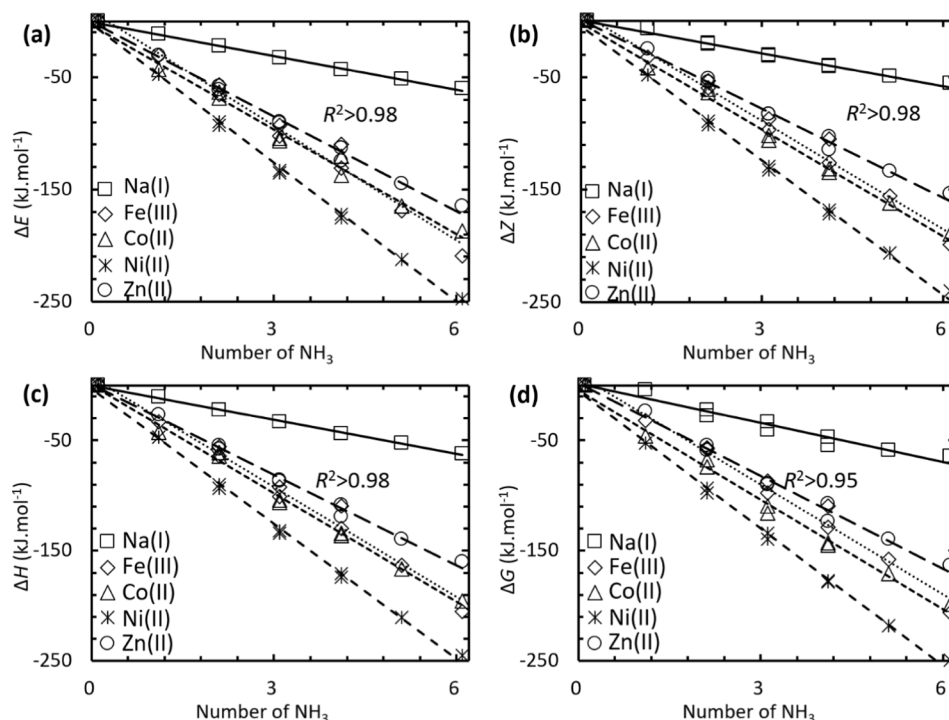 (a)
-50
-150
-250
ΔE (kJ.mol-1)
R2>0.98
Na(I)
Fe(III)
Co(II)
Ni(II)
Zn(II)
0 3 6
Number of NH3
(b)
-50
-150
-250
ΔZ (kJ.mol-1)
R2>0.98
Na(I)
Fe(III)
Co(II)
Ni(II)
Zn(II)
0 3 6
Number of NH3
(c)
-50
-150
-250
ΔH (kJ.mol-1)
R2>0.98
Na(I)
Fe(III)
Co(II)
Ni(II)
Zn(II)
0 3 6
Number of NH3
(d)
-50
-150
-250
ΔG (kJ.mol-1)
R2>0.95
Na(I)
Fe(III)
Co(II)
Ni(II)
Zn(II)
0 3 6
Number of NH3